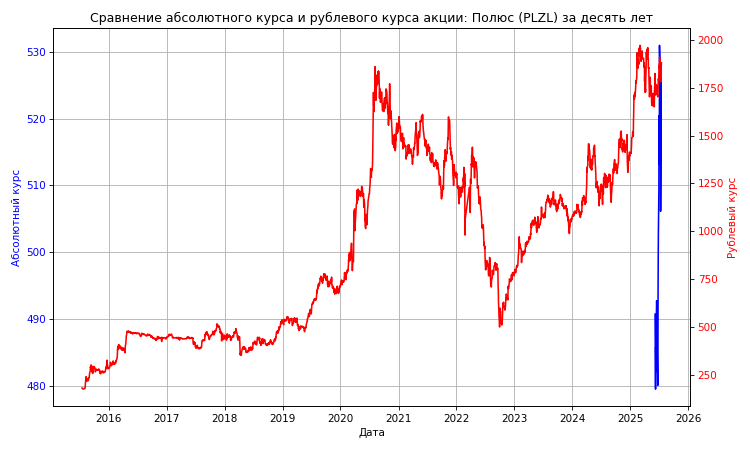 Сравнение абсолютного курса и рублевого курса акции: Полюс (PLZL) за десять лет
Абсолютный курс
530
520
510
500
490
480
2000
1750
1500
1250
1000
750
500
250
Рублевый курс
2016 2017 2018 2019 2020 2021 2022 2023 2024 2025 2026
Дата